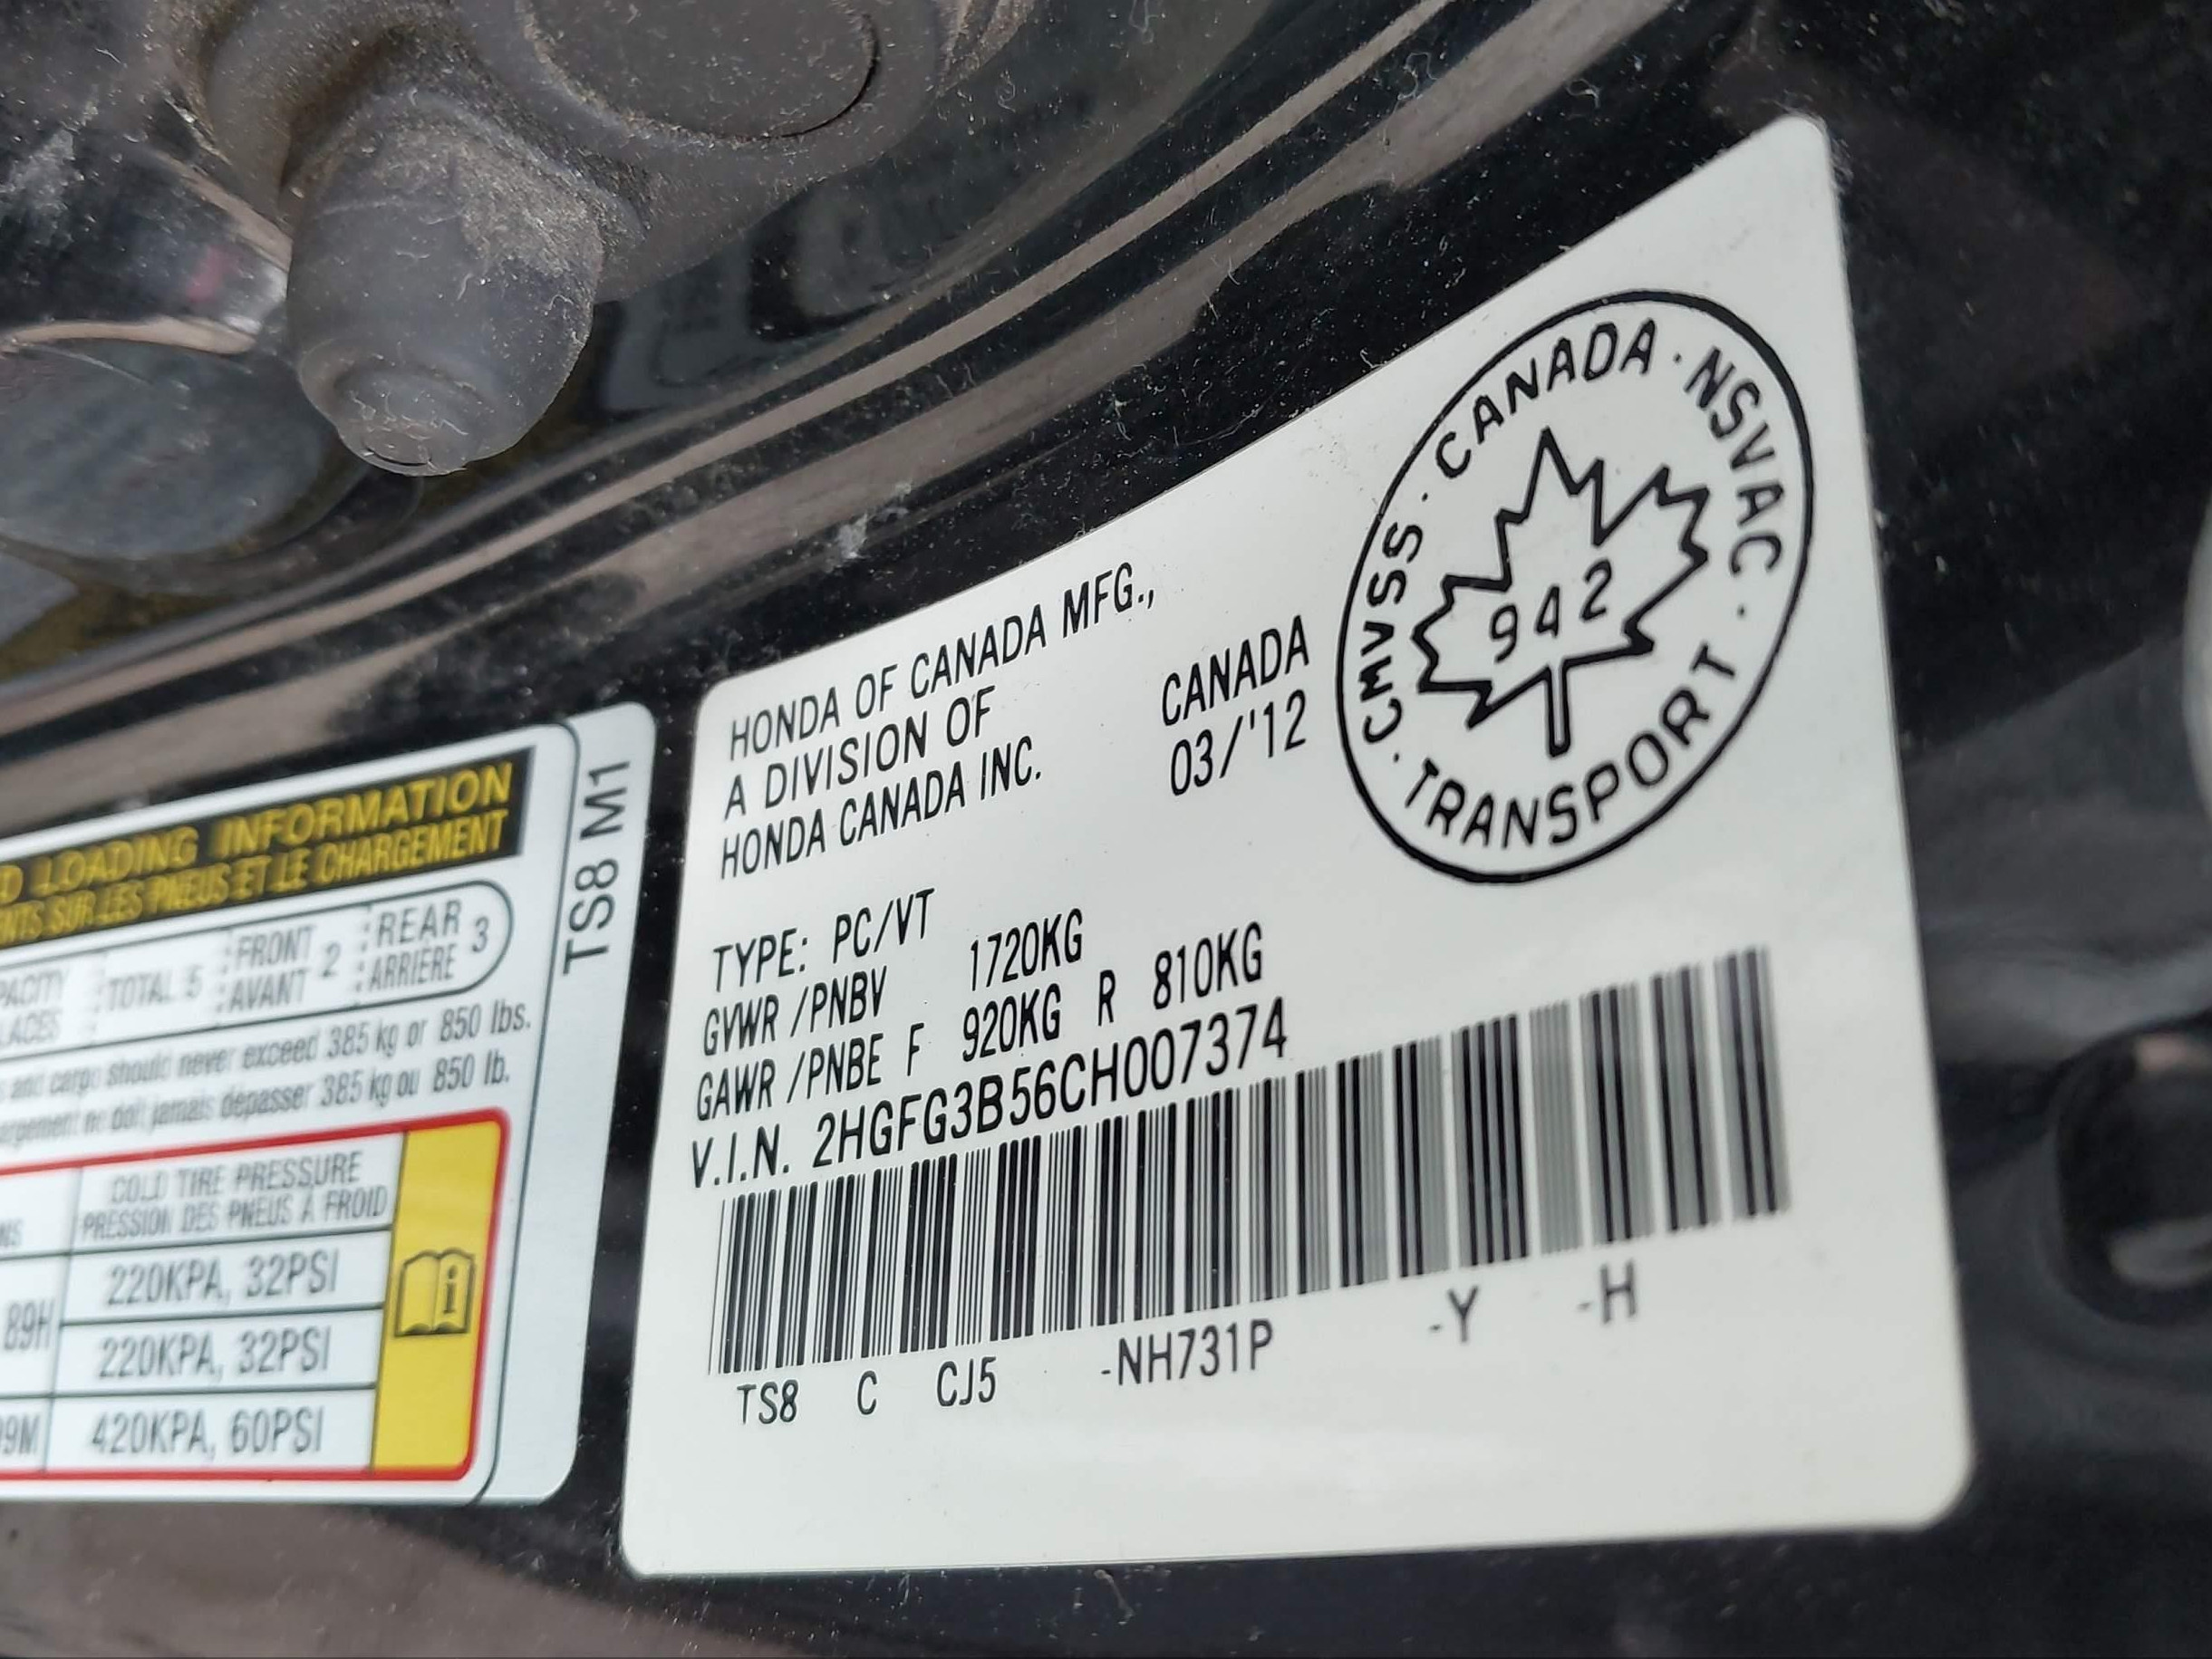 LOADING INFORMATION
SUR LES PNEUS ET LE CHARGEMENT
TOTAL 5
FRONT
AVANT 2
REAR
ARRIÈRE 3
and cargo should never exceed 385 kg or 850 lbs.
ne doit jamais dépasser 385 kg ou 850 lb.
COLD TIRE PRESSURE
PRESSION DES PNEUS À FROID
89H
220KPA, 32PSI
220KPA, 32PSI
420KPA, 60PSI
TS8 M1
HONDA OF CANADA MFG.,
A DIVISION OF
HONDA CANADA INC.
CANADA
03/'12
CMVSS · CANADA · NSVAC · TRANSPORT ·
942
TYPE: PC/VT
GVWR /PNBV 1720KG
GAWR /PNBE F 920KG R 810KG
V.I.N. 2HGFG3B56CH007374
TS8 C CJ5 -NH731P -Y -H